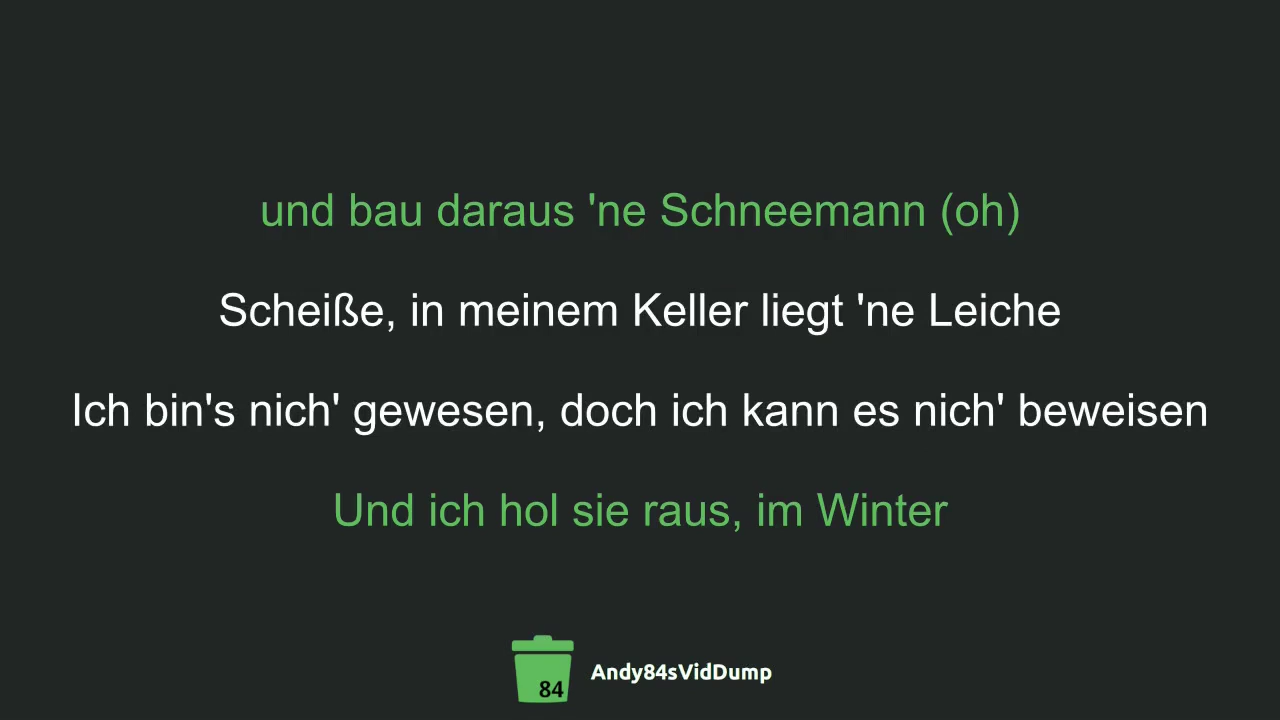 und bau daraus 'ne Schneemann (oh)
Scheiße, in meinem Keller liegt 'ne Leiche
Ich bin's nich' gewesen, doch ich kann es nich' beweisen
Und ich hol sie raus, im Winter
84
Andy84sVidDump